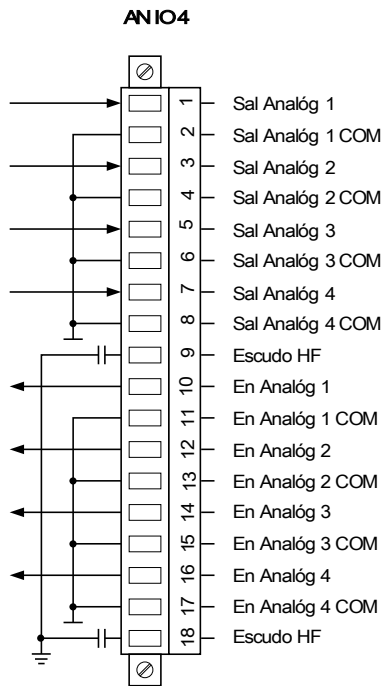 ANIO4
1 Sal Analóg 1
2 Sal Analóg 1 COM
3 Sal Analóg 2
4 Sal Analóg 2 COM
5 Sal Analóg 3
6 Sal Analóg 3 COM
7 Sal Analóg 4
8 Sal Analóg 4 COM
9 Escudo HF
10 En Analóg 1
11 En Analóg 1 COM
12 En Analóg 2
13 En Analóg 2 COM
14 En Analóg 3
15 En Analóg 3 COM
16 En Analóg 4
17 En Analóg 4 COM
18 Escudo HF